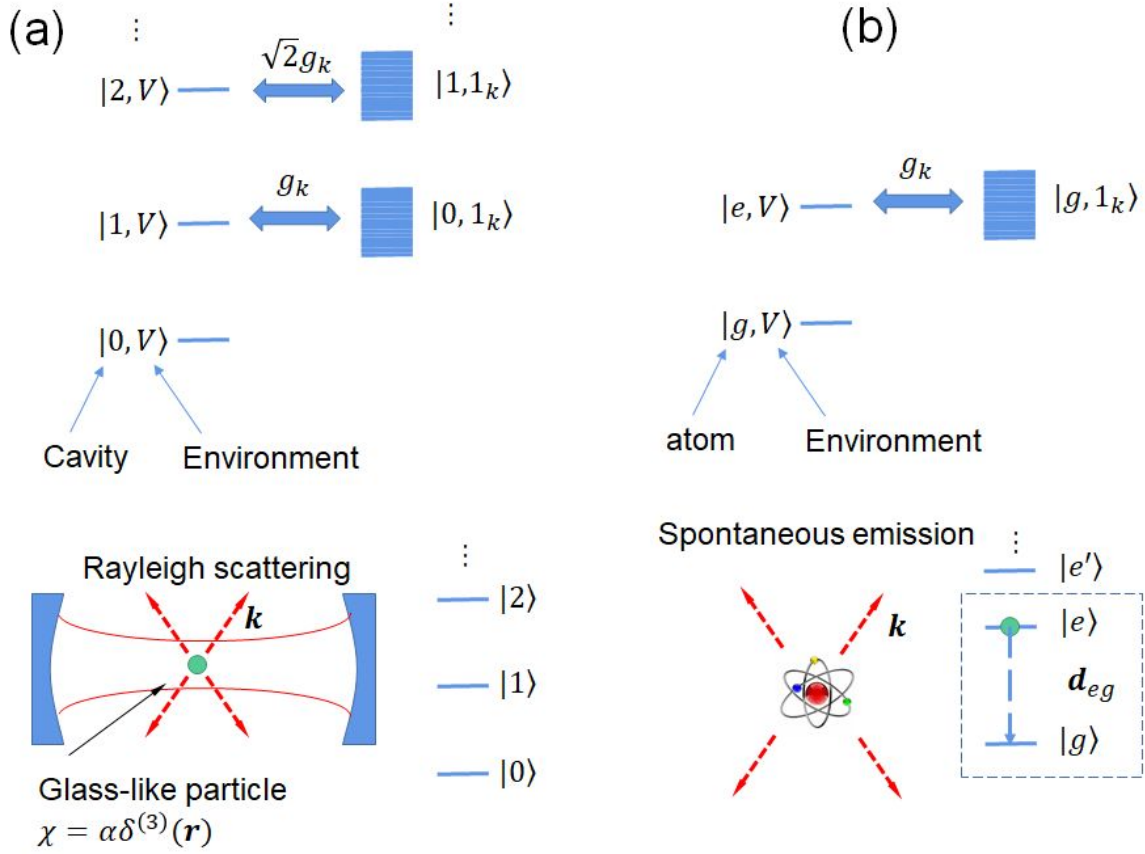 (a)
⋮
⋮
√2g_k
|2, V⟩
|1,1_k⟩
g_k
|1, V⟩
|0, 1_k⟩
|0, V⟩
Cavity
Environment
Rayleigh scattering
k
Glass-like particle
χ = αδ^(3)(r)
⋮
|2⟩
|1⟩
|0⟩
(b)
g_k
|e, V⟩
|g, 1_k⟩
|g, V⟩
atom
Environment
Spontaneous emission
k
⋮
|e′⟩
|e⟩
d_eg
|g⟩